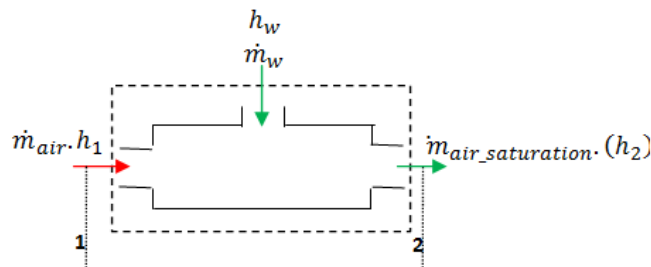 h_w
ṁ_w
ṁ_air.h_1
ṁ_air_saturation.(h_2)
1
2